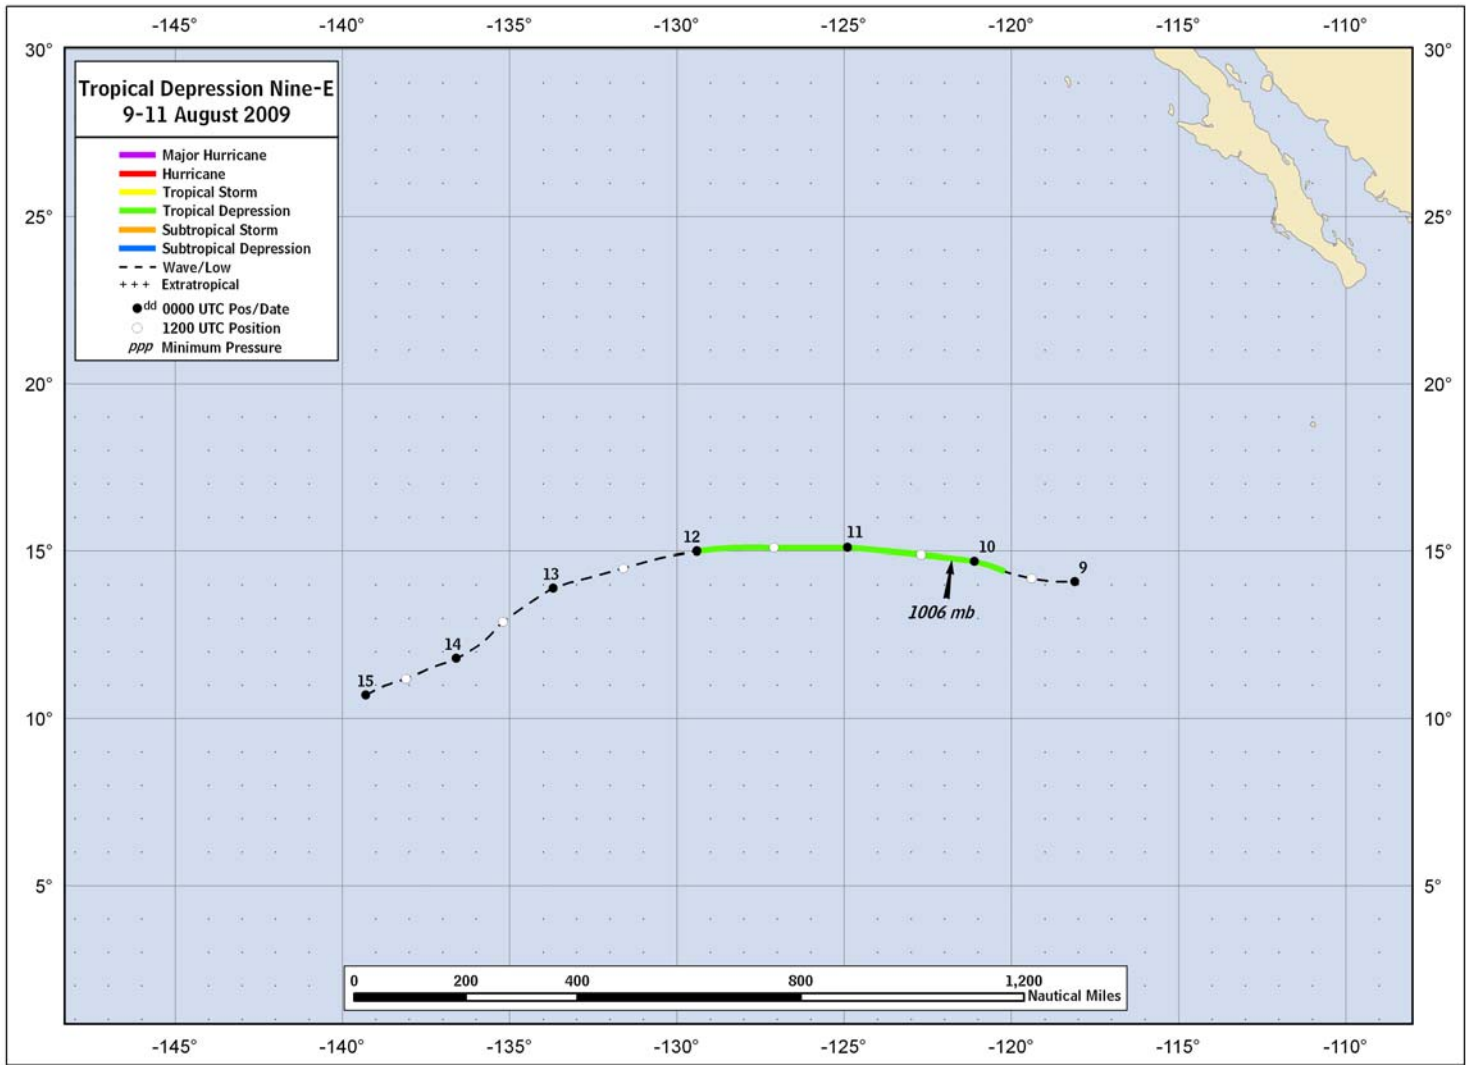 -145° -140° -135° -130° -125° -120° -115° -110°
30° 30°
Tropical Depression Nine-E
9-11 August 2009
Major Hurricane
Hurricane
Tropical Storm
Tropical Depression
Subtropical Storm
Subtropical Depression
Wave/Low
+++ Extratropical
dd 0000 UTC Pos/Date
1200 UTC Position
ppp Minimum Pressure
25° 25°
20° 20°
15° 15°
12 11 10 9
13
1006 mb
14
15
10° 10°
5° 5°
0 200 400 800 1,200
Nautical Miles
-145° -140° -135° -130° -125° -120° -115° -110°